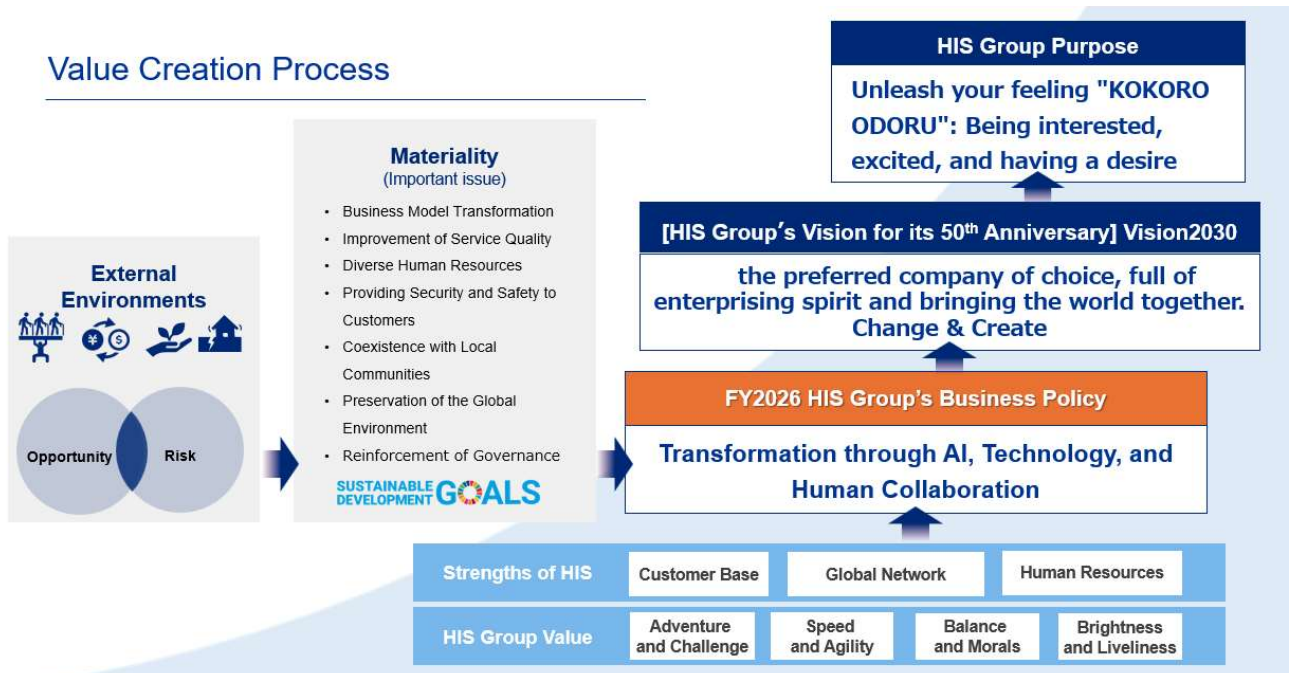 Value Creation Process
External
Environments
¥
$
Opportunity
Risk
Materiality
(Important issue)
• Business Model Transformation
• Improvement of Service Quality
• Diverse Human Resources
• Providing Security and Safety to
Customers
• Coexistence with Local
Communities
• Preservation of the Global
Environment
• Reinforcement of Governance
SUSTAINABLE
DEVELOPMENT GOALS
HIS Group Purpose
Unleash your feeling "KOKORO
ODORU": Being interested,
excited, and having a desire
[HIS Group's Vision for its 50th Anniversary] Vision2030
the preferred company of choice, full of
enterprising spirit and bringing the world together.
Change & Create
FY2026 HIS Group's Business Policy
Transformation through AI, Technology, and
Human Collaboration
Strengths of HIS
Customer Base
Global Network
Human Resources
HIS Group Value
Adventure
and Challenge
Speed
and Agility
Balance
and Morals
Brightness
and Liveliness